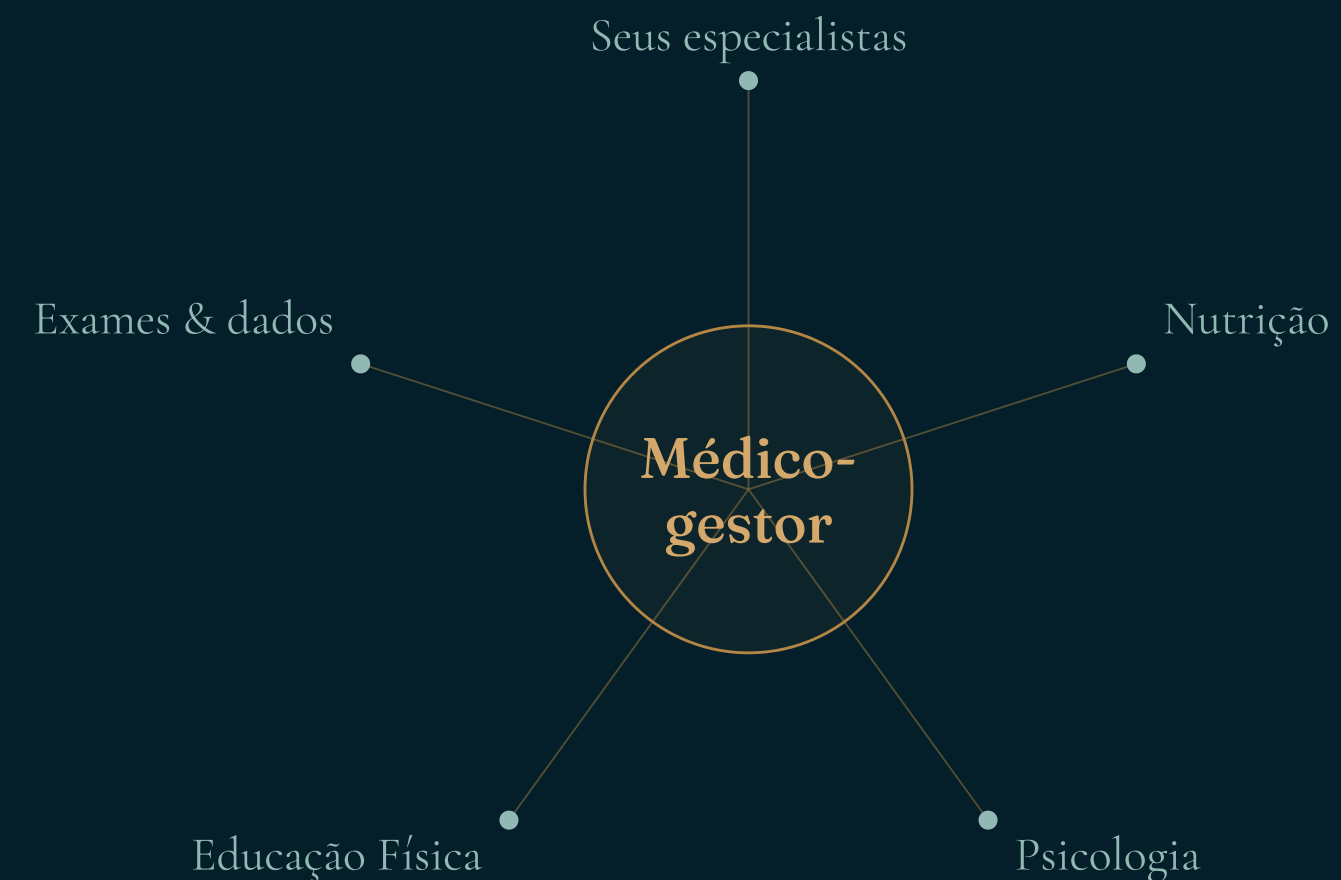 Seus especialistas
Exames & dados
Nutrição
Médico-
gestor
Educação Física
Psicologia